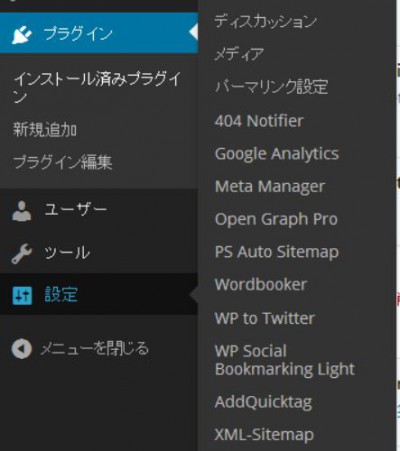 プラグイン
インストール済みプラグイ
ン
新規追加
プラグイン編集
ユーザー
ツール
設定
メニューを閉じる
ディスカッション
メディア
パーマリンク設定
404 Notifier
Google Analytics
Meta Manager
Open Graph Pro
PS Auto Sitemap
Wordbooker
WP to Twitter
WP Social
Bookmarking Light
AddQuicktag
XML-Sitemap